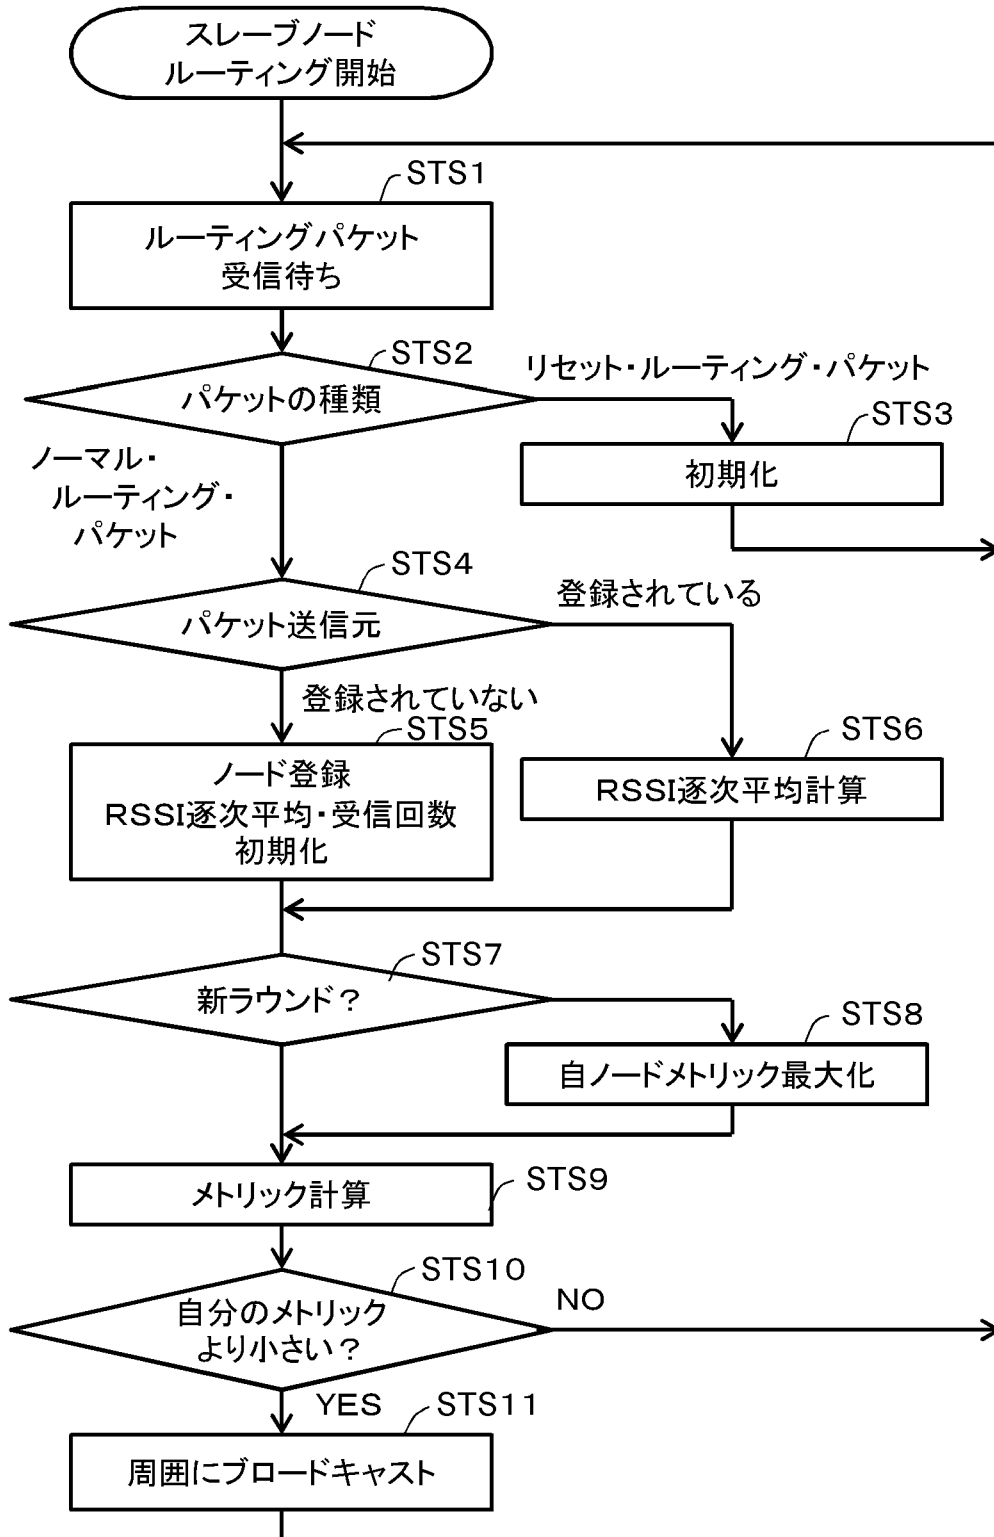 スレーブノード
ルーティング開始
STS1
ルーティングパケット
受信待ち
STS2
パケットの種類
リセット・ルーティング・パケット
STS3
初期化
ノーマル・
ルーティング・
パケット
STS4
パケット送信元
登録されている
登録されていない
STS5
ノード登録
RSSI逐次平均・受信回数
初期化
STS6
RSSI逐次平均計算
STS7
新ラウンド？
STS8
自ノードメトリック最大化
STS9
メトリック計算
STS10
自分のメトリック
より小さい？
NO
YES
STS11
周囲にブロードキャスト